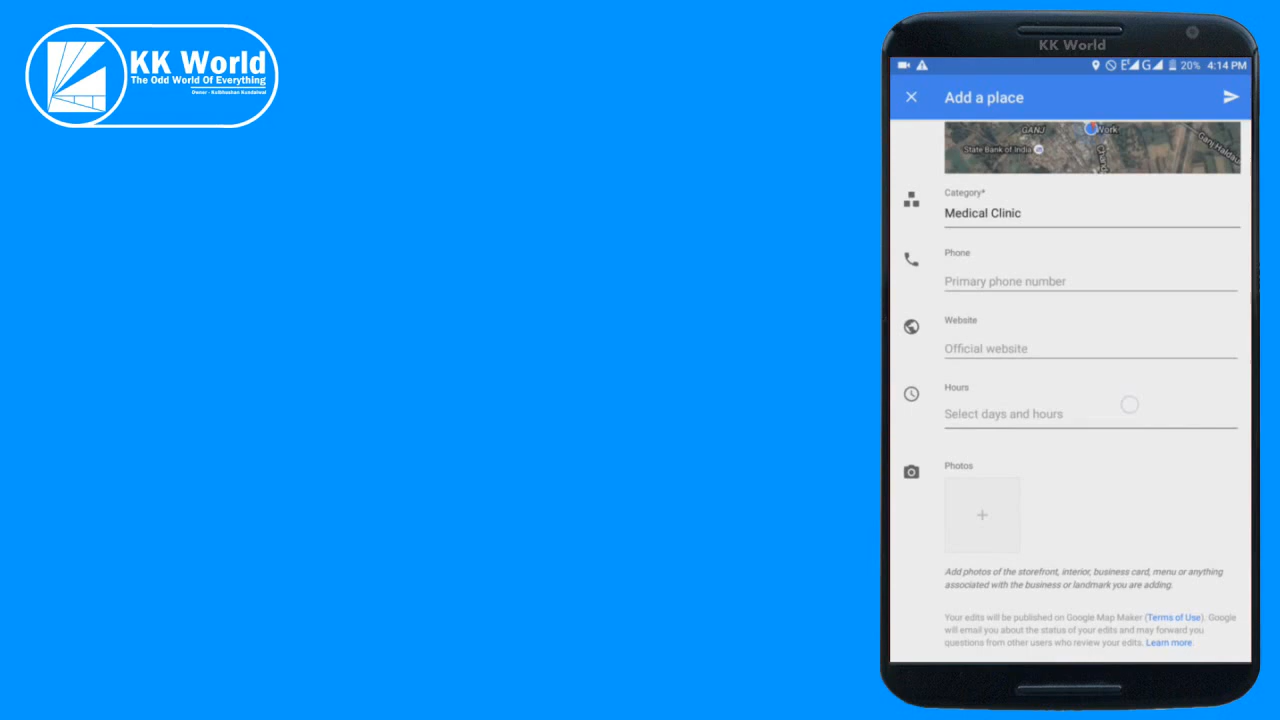 KK World
The Odd World Of Everything
Owner - Kulbhushan Kundalwal
KK World
20% 4:14 PM
Add a place
GANJ
Work
State Bank of India
Chand
Ganj Haldau
Category*
Medical Clinic
Phone
Primary phone number
Website
Official website
Hours
Select days and hours
Photos
+
Add photos of the storefront, interior, business card, menu or anything
associated with the business or landmark you are adding.
Your edits will be published on Google Map Maker (Terms of Use). Google
will email you about the status of your edits and may forward you
questions from other users who review your edits. Learn more.